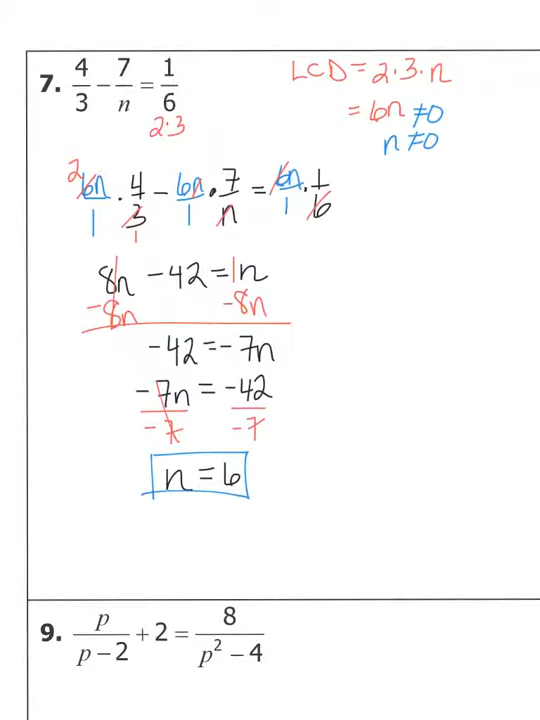 7. 4/3 − 7/n = 1/6
2·3
LCD = 2·3·n
= 6n ≠0
n ≠0
2 6n/1 · 4/3 − 6n/1 · 7/n = 6n/1 · 1/6
1
8n − 42 = 1n
−8n −8n
−42 = −7n
−7n = −42
−7 −7
n = 6
9. p/(p − 2) + 2 = 8/(p² − 4)